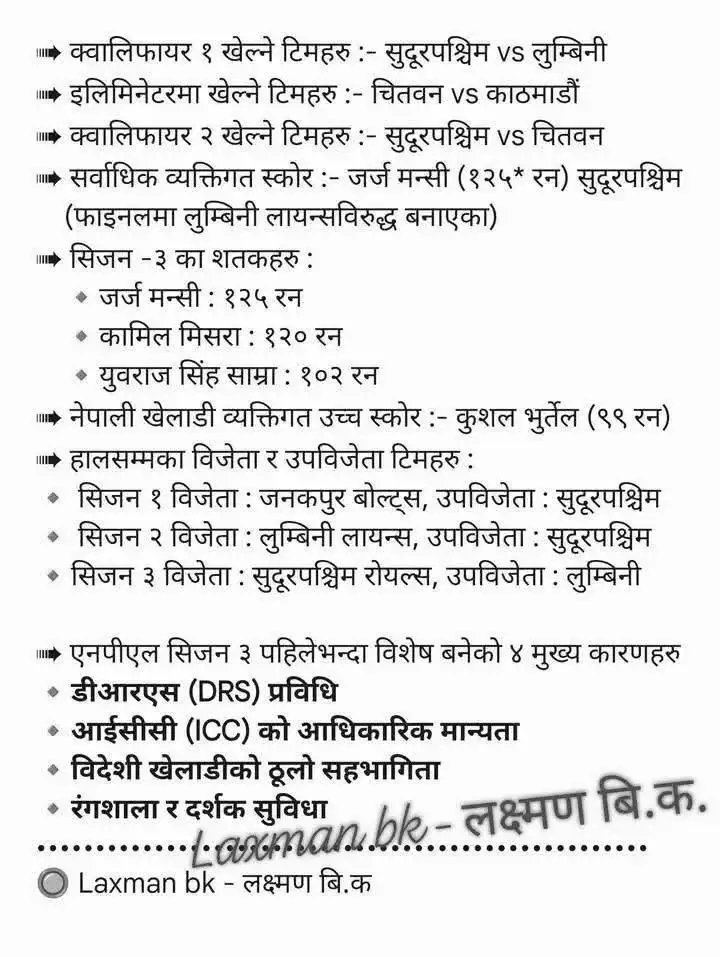 ➠ क्वालिफायर १ खेल्ने टिमहरु :- सुदूरपश्चिम vs लुम्बिनी
➠ इलिमिनेटरमा खेल्ने टिमहरु :- चितवन vs काठमाडौं
➠ क्वालिफायर २ खेल्ने टिमहरु :- सुदूरपश्चिम vs चितवन
➠ सर्वाधिक व्यक्तिगत स्कोर :- जर्ज मन्सी (१२५* रन) सुदूरपश्चिम
(फाइनलमा लुम्बिनी लायन्सविरुद्ध बनाएका)
➠ सिजन -३ का शतकहरु :
🔹 जर्ज मन्सी : १२५ रन
🔹 कामिल मिसरा : १२० रन
🔹 युवराज सिंह साम्रा : १०२ रन
➠ नेपाली खेलाडी व्यक्तिगत उच्च स्कोर :- कुशल भुर्तेल (९९ रन)
➠ हालसम्मका विजेता र उपविजेता टिमहरु :
🔹 सिजन १ विजेता : जनकपुर बोल्ट्स, उपविजेता : सुदूरपश्चिम
🔹 सिजन २ विजेता : लुम्बिनी लायन्स, उपविजेता : सुदूरपश्चिम
🔹 सिजन ३ विजेता : सुदूरपश्चिम रोयल्स, उपविजेता : लुम्बिनी
➠ एनपीएल सिजन ३ पहिलेभन्दा विशेष बनेको ४ मुख्य कारणहरु
🔹 डीआरएस (DRS) प्रविधि
🔹 आईसीसी (ICC) को आधिकारिक मान्यता
🔹 विदेशी खेलाडीको ठूलो सहभागिता
🔹 रंगशाला र दर्शक सुविधा
Laxman bk - लक्ष्मण बि.क.
🔘 Laxman bk - लक्ष्मण बि.क